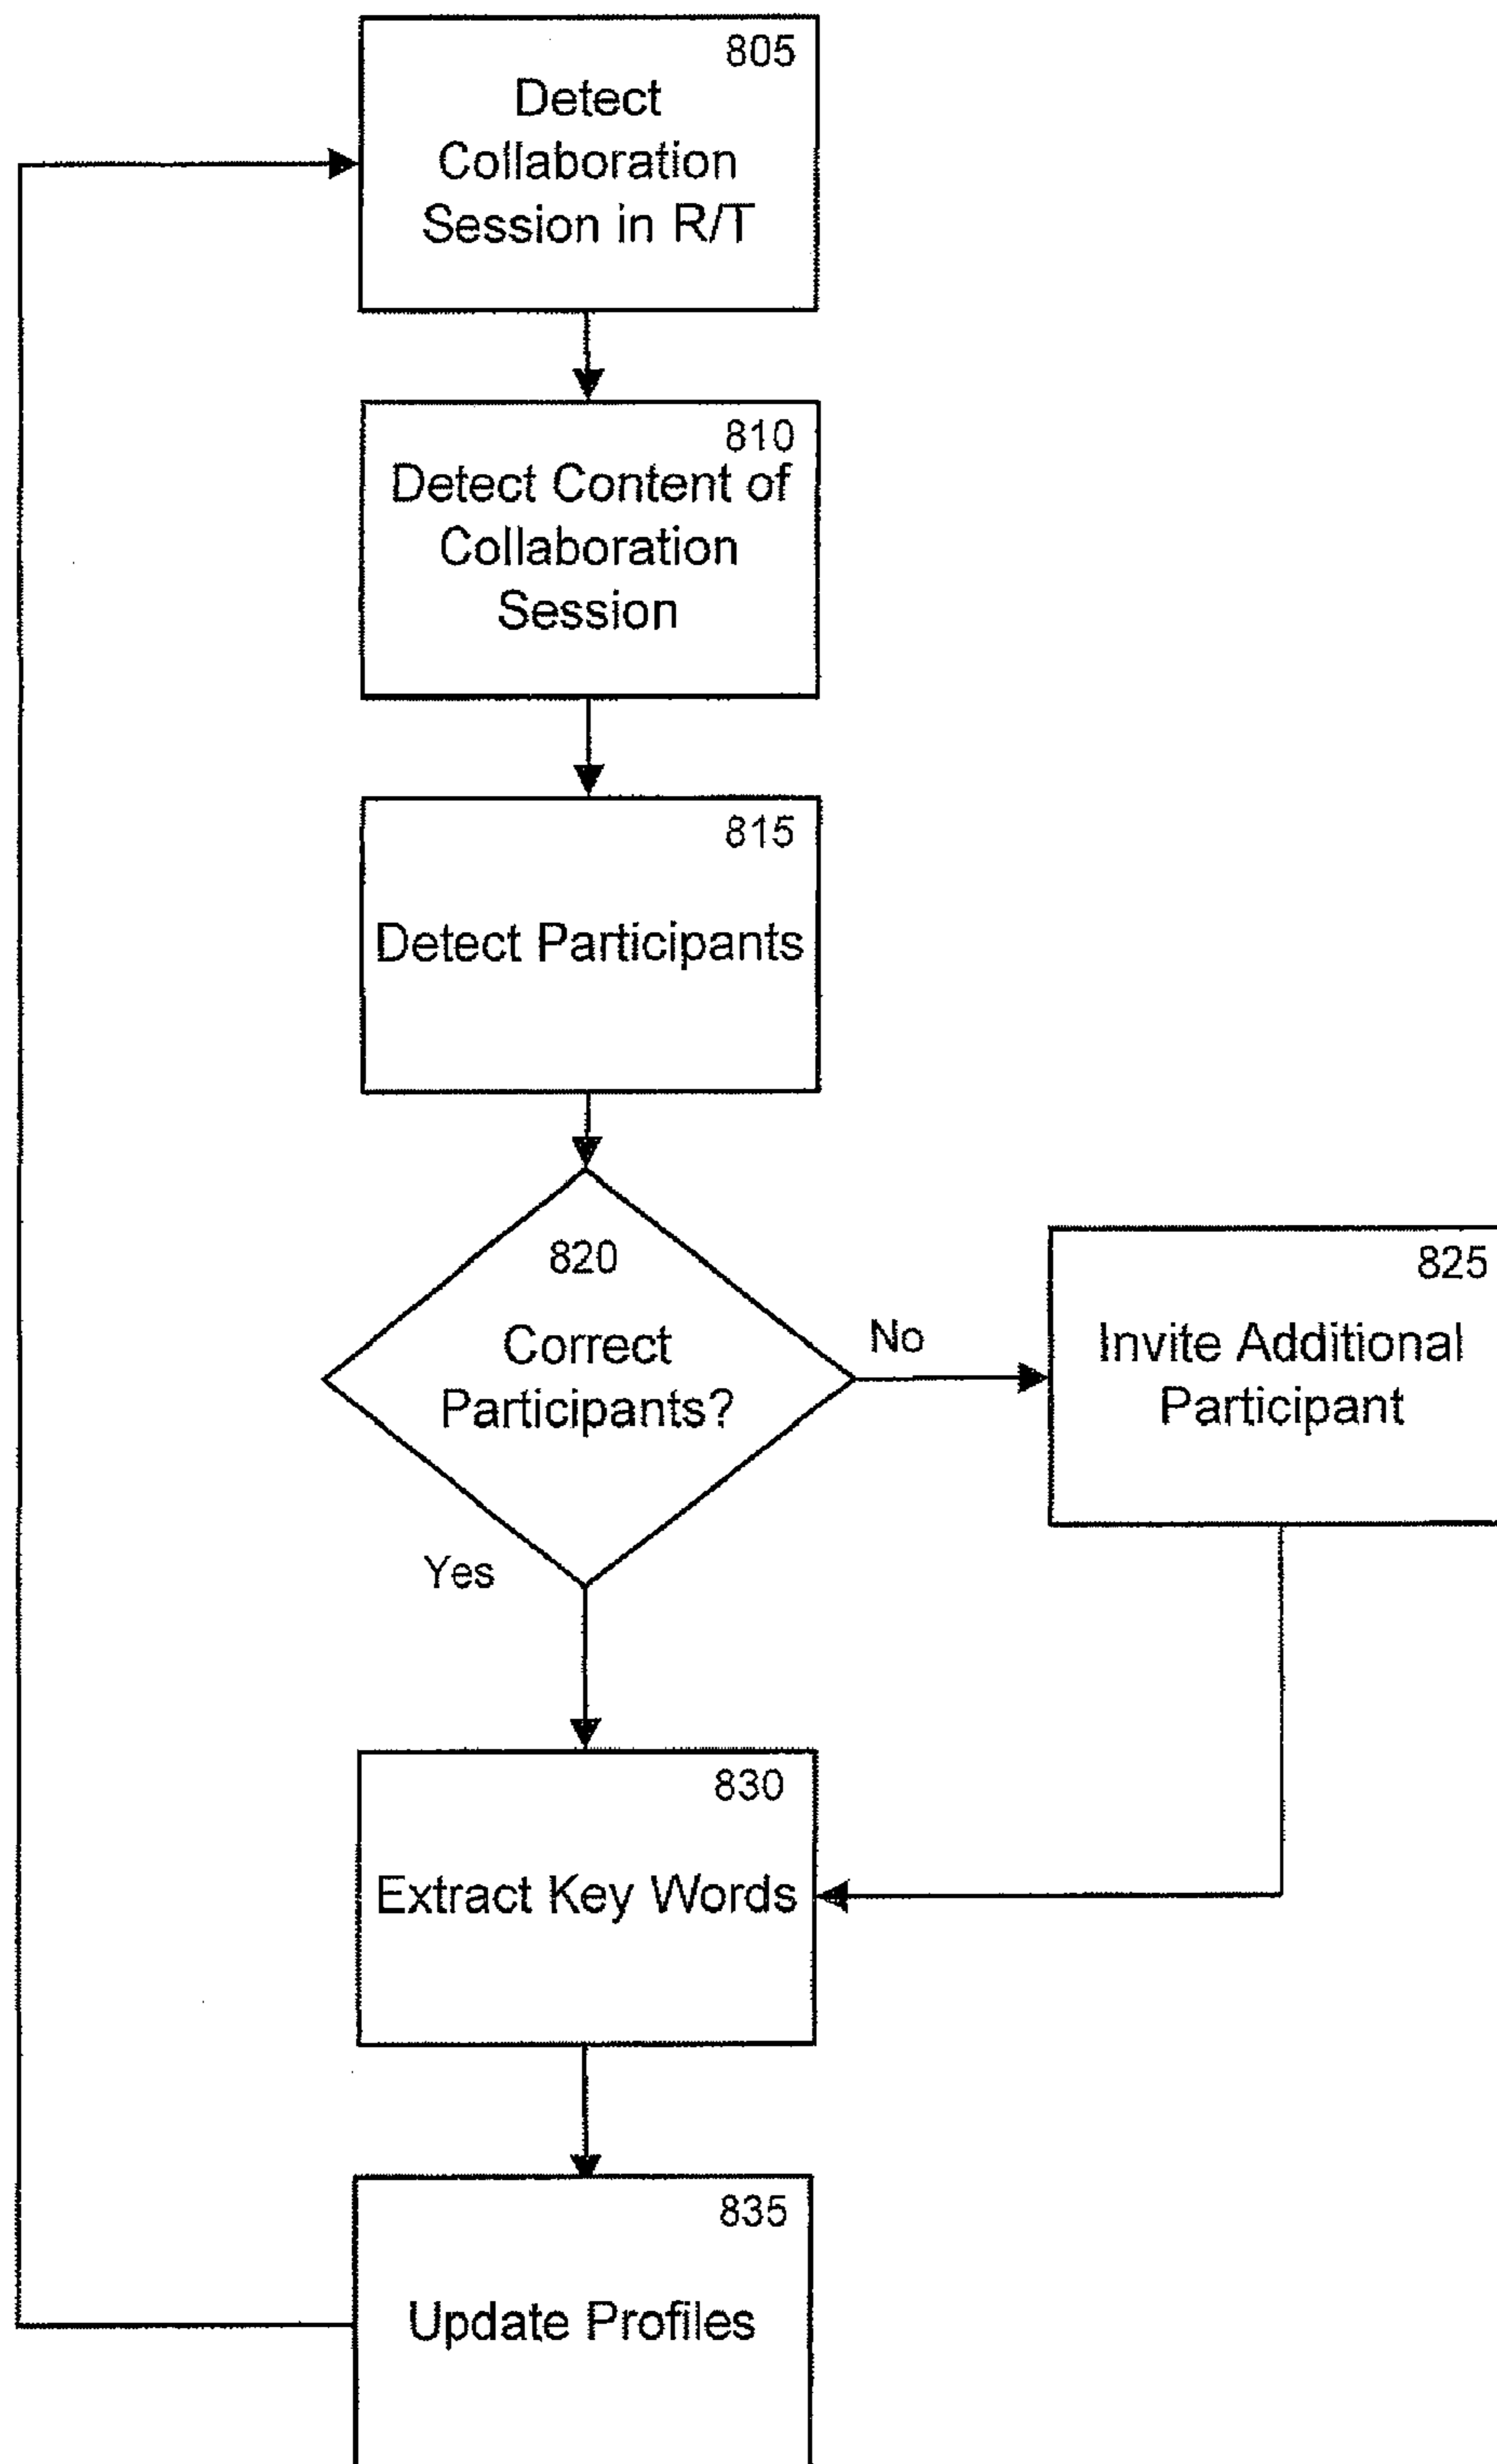 805
Detect
Collaboration
Session in R/T
810
Detect Content of
Collaboration
Session
815
Detect Participants
820
Correct
Participants?
No
825
Invite Additional
Participant
Yes
830
Extract Key Words
835
Update Profiles